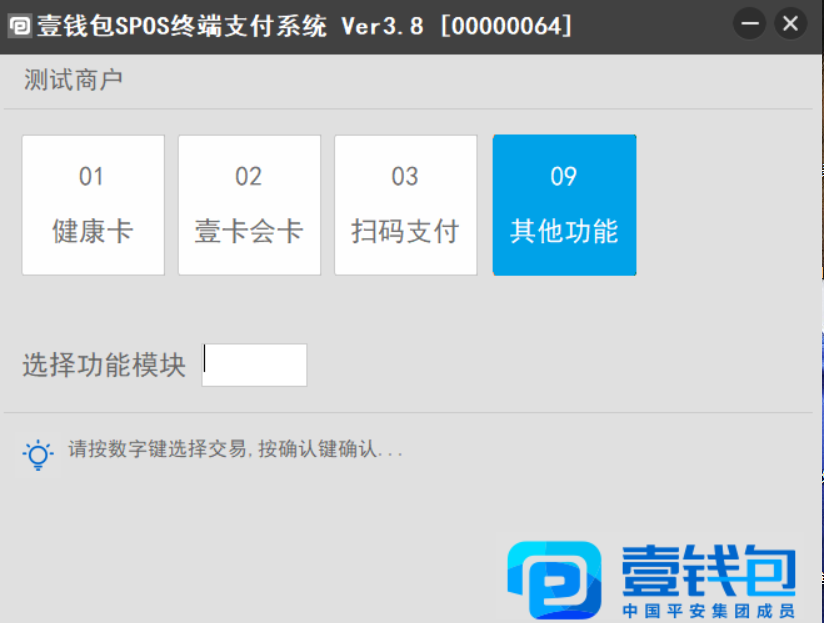 壹钱包SPOS终端支付系统 Ver3.8 [00000064]
测试商户
01
健康卡
02
壹卡会卡
03
扫码支付
09
其他功能
选择功能模块
请按数字键选择交易,按确认键确认...
壹钱包
中国平安集团成员